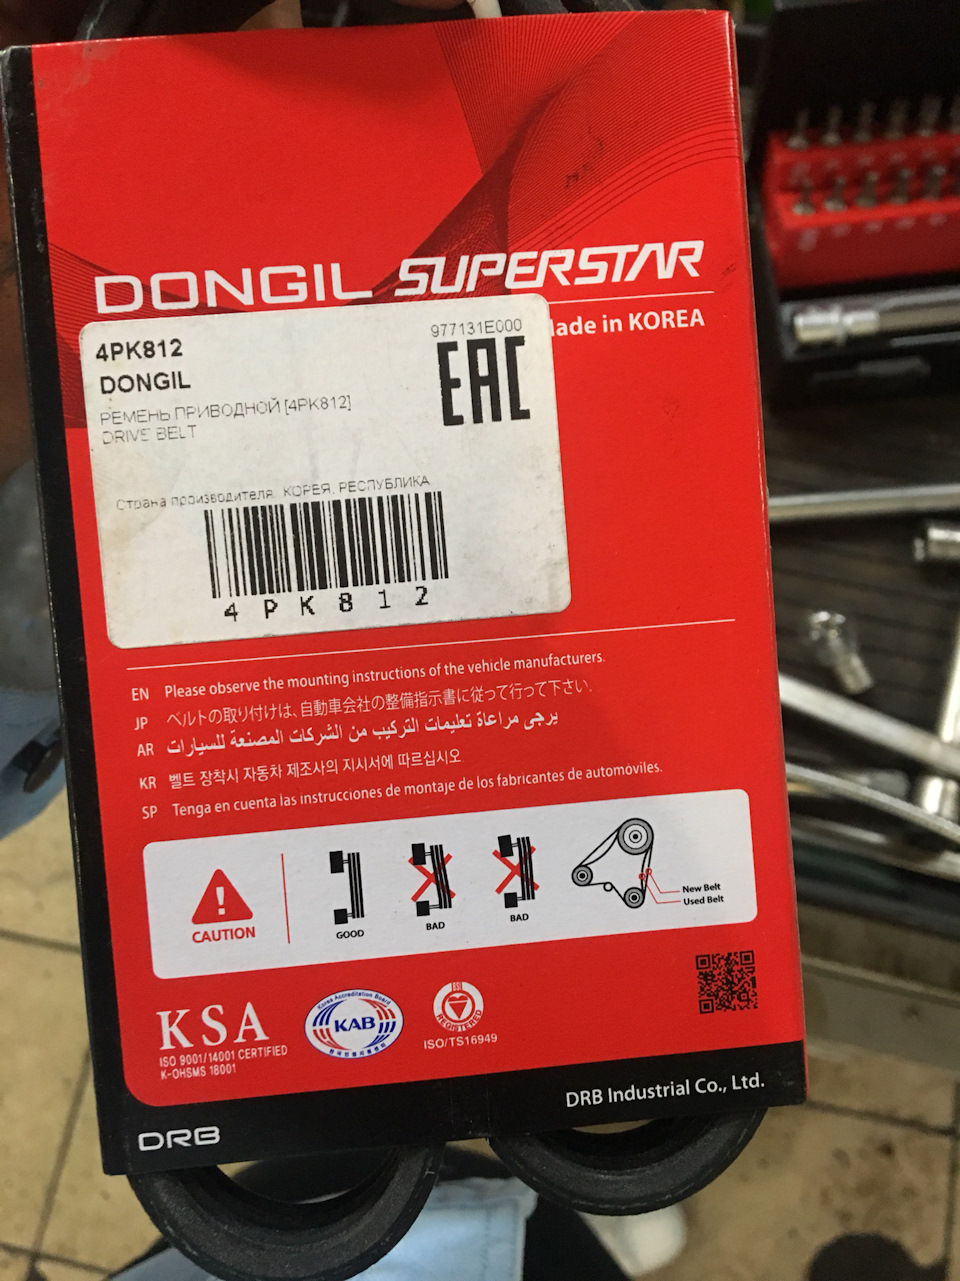 DONGIL SUPERSTAR
Made in KOREA
4PK812
977131E000
DONGIL
EAC
РЕМЕНЬ ПРИВОДНОЙ [4PK812]
DRIVE BELT
Страна производителя: КОРЕЯ, РЕСПУБЛИКА
4PK812
EN Please observe the mounting instructions of the vehicle manufacturers.
JP ベルトの取り付けは、自動車会社の整備指示書に従って行って下さい.
AR يرجى مراعاة تعليمات التركيب من الشركات المصنعة للسيارات
KR 벨트 장착시 자동차 제조사의 지시서에 따르십시오
SP Tenga en cuenta las instrucciones de montaje de los fabricantes de automóviles.
CAUTION
GOOD
BAD
BAD
New Belt
Used Belt
KSA
ISO 9001/14001 CERTIFIED
K-OHSMS 18001
Korea Accreditation Board
KAB
BSI
REGISTERED
ISO/TS16949
DRB Industrial Co., Ltd.
DRB